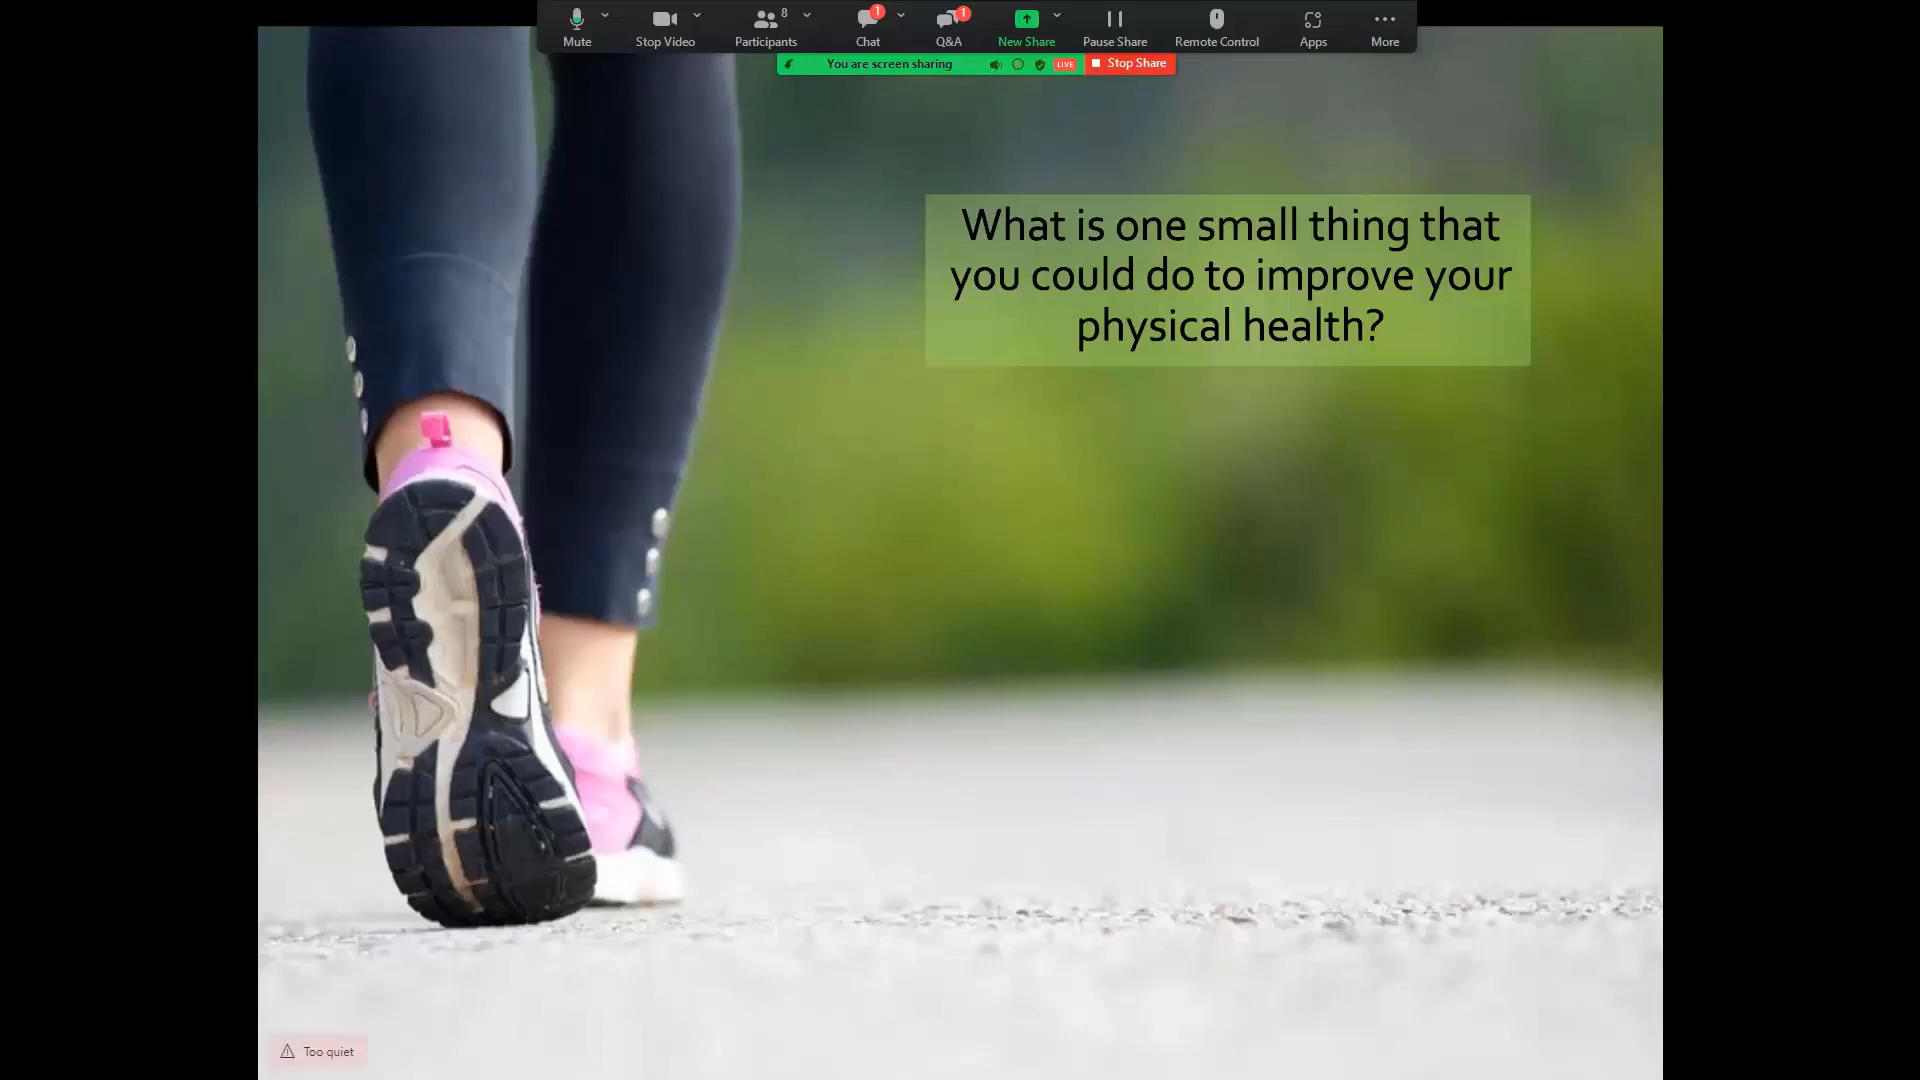 8
1
1
Mute
Stop Video
Participants
Chat
Q&A
New Share
Pause Share
Remote Control
Apps
More
You are screen sharing
LIVE
Stop Share
What is one small thing that
you could do to improve your
physical health?
Too quiet